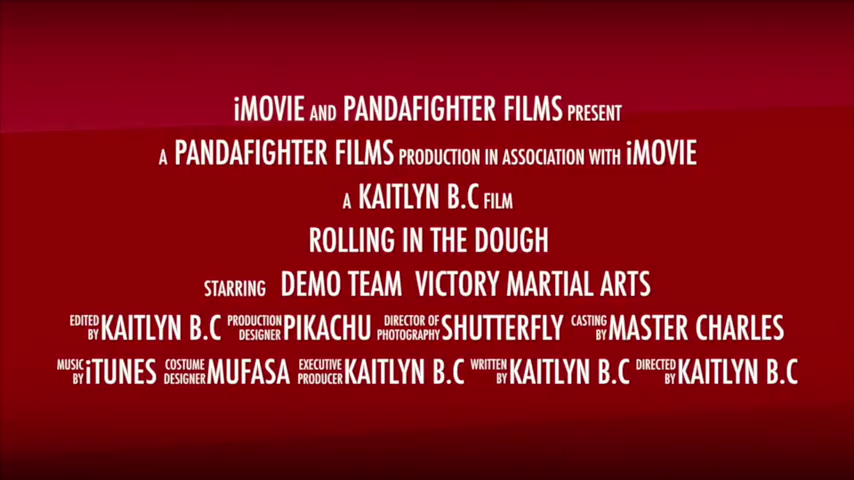 iMOVIE AND PANDAFIGHTER FILMS PRESENT
A PANDAFIGHTER FILMS PRODUCTION IN ASSOCIATION WITH iMOVIE
A KAITLYN B.C FILM
ROLLING IN THE DOUGH
STARRING DEMO TEAM VICTORY MARTIAL ARTS
EDITED BY KAITLYN B.C PRODUCTION DESIGNER PIKACHU DIRECTOR OF PHOTOGRAPHY SHUTTERFLY CASTING BY MASTER CHARLES
MUSIC BY iTUNES COSTUME DESIGNER MUFASA EXECUTIVE PRODUCER KAITLYN B.C WRITTEN BY KAITLYN B.C DIRECTED BY KAITLYN B.C